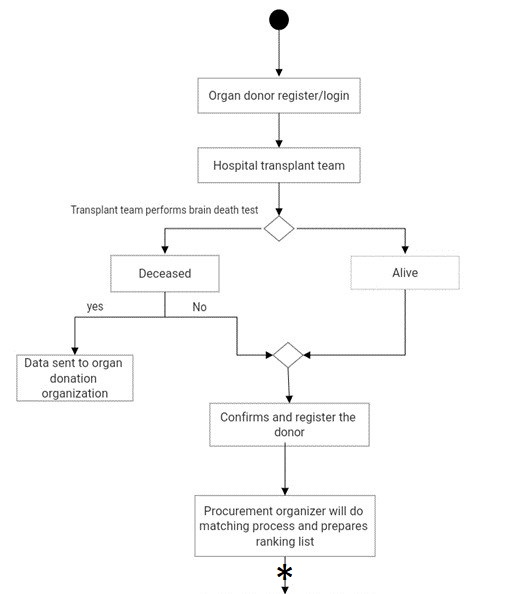 Organ donor register/login
Hospital transplant team
Transplant team performs brain death test
Deceased
Alive
yes
No
Data sent to organ
donation
organization
Confirms and register the
donor
Procurement organizer will do
matching process and prepares
ranking list
*